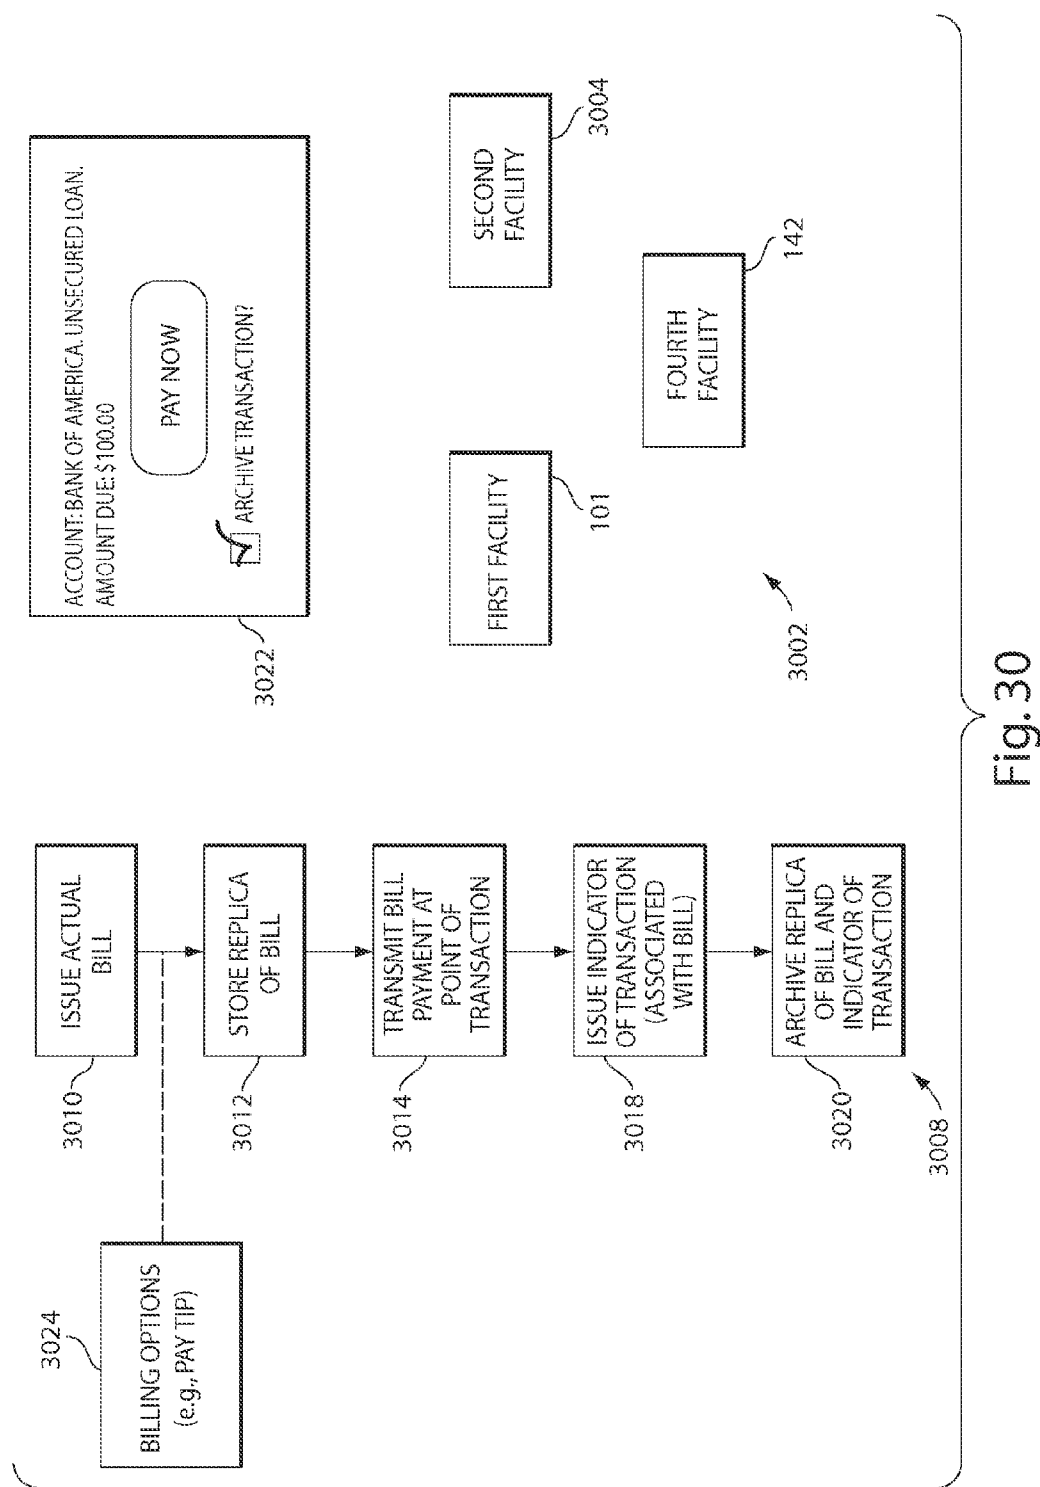 3024
BILLING OPTIONS
(e.g., PAY TIP)
3010
ISSUE ACTUAL
BILL
3012
STORE REPLICA
OF BILL
3014
TRANSMIT BILL
PAYMENT AT
POINT OF
TRANSACTION
3018
ISSUE INDICATOR
OF TRANSACTION
(ASSOCIATED
WITH BILL)
3020
ARCHIVE REPLICA
OF BILL AND
INDICATOR OF
TRANSACTION
3008
3022
ACCOUNT: BANK OF AMERICA. UNSECURED LOAN.
AMOUNT DUE: $100.00
PAY NOW
ARCHIVE TRANSACTION?
FIRST FACILITY
101
SECOND
FACILITY
3004
FOURTH
FACILITY
142
3002
Fig. 30